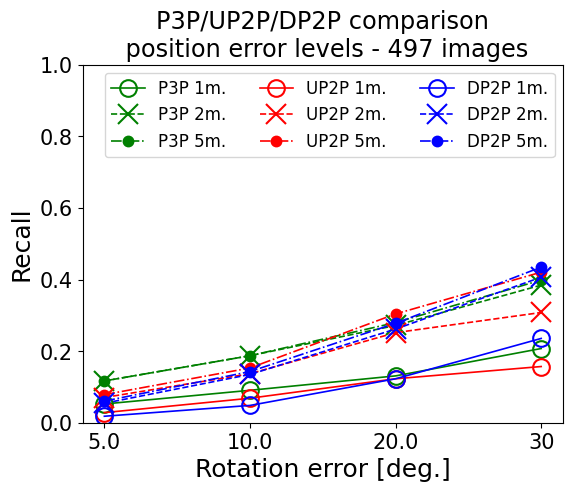 P3P/UP2P/DP2P comparison
position error levels - 497 images
P3P 1m. UP2P 1m. DP2P 1m.
P3P 2m. UP2P 2m. DP2P 2m.
P3P 5m. UP2P 5m. DP2P 5m.
Recall
1.0
0.8
0.6
0.4
0.2
0.0
5.0 10.0 20.0 30
Rotation error [deg.]